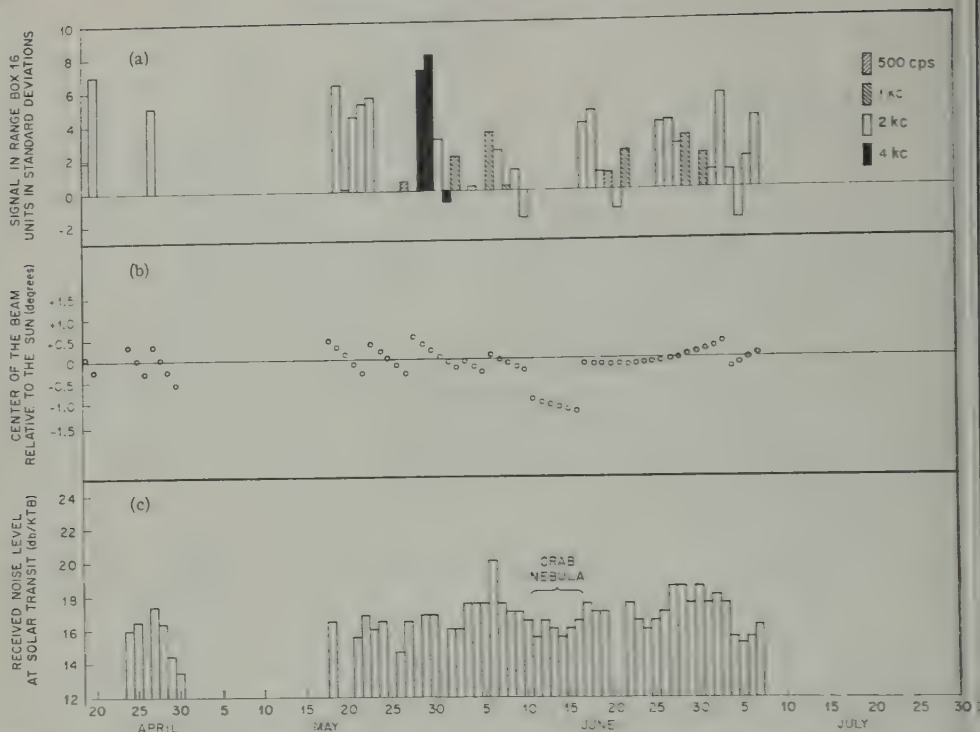 SIGNAL IN RANGE BOX 16
UNITS IN STANDARD DEVIATIONS
10
8
6
4
2
0
-2
(a)
500 cps
1 kc
2 kc
4 kc
CENTER OF THE BEAM
RELATIVE TO THE SUN (degrees)
+1.5
+1.0
+0.5
0
-0.5
-1.0
-1.5
(b)
RECEIVED NOISE LEVEL
AT SOLAR TRANSIT (db/KTB)
24
22
20
18
16
14
12
(c)
CRAB
NEBULA
20 25 30 5 10 15 20 25 30 5 10 15 20 25 30 5 10 15 20 25 30
APRIL MAY JUNE JULY